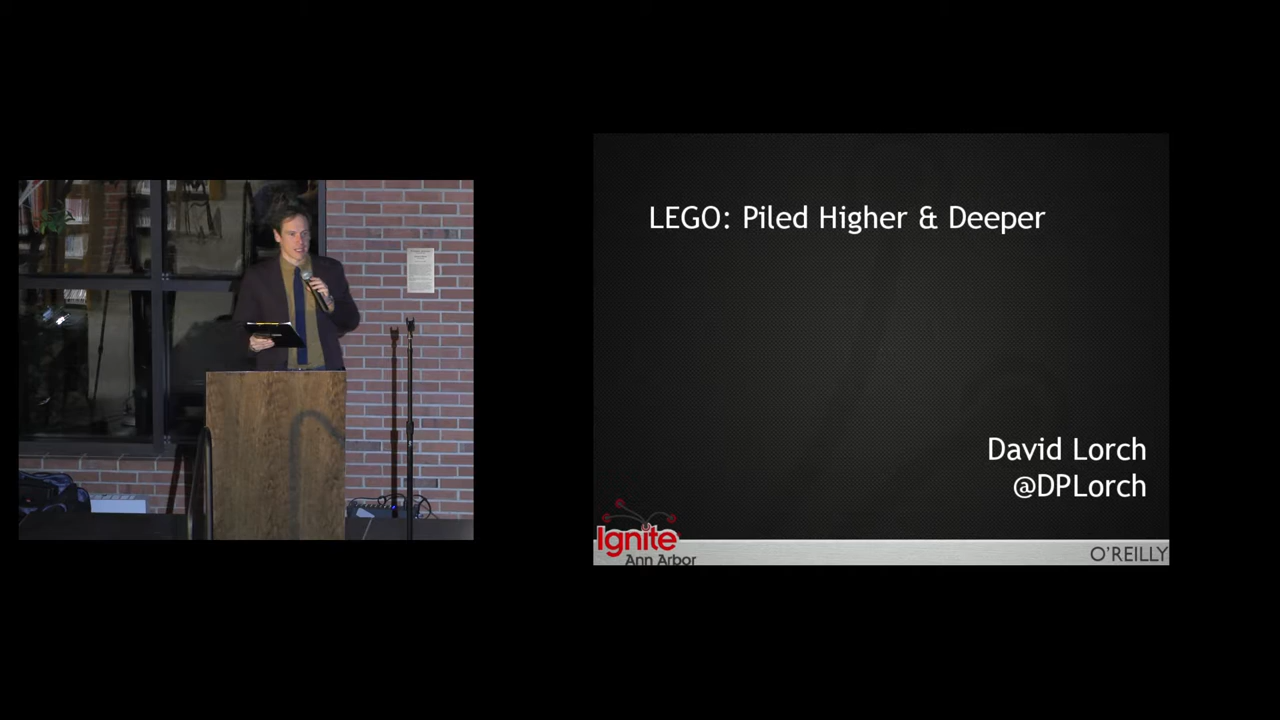 LEGO: Piled Higher & Deeper
David Lorch
@DPLorch
Ignite
Ann Arbor
O'REILLY